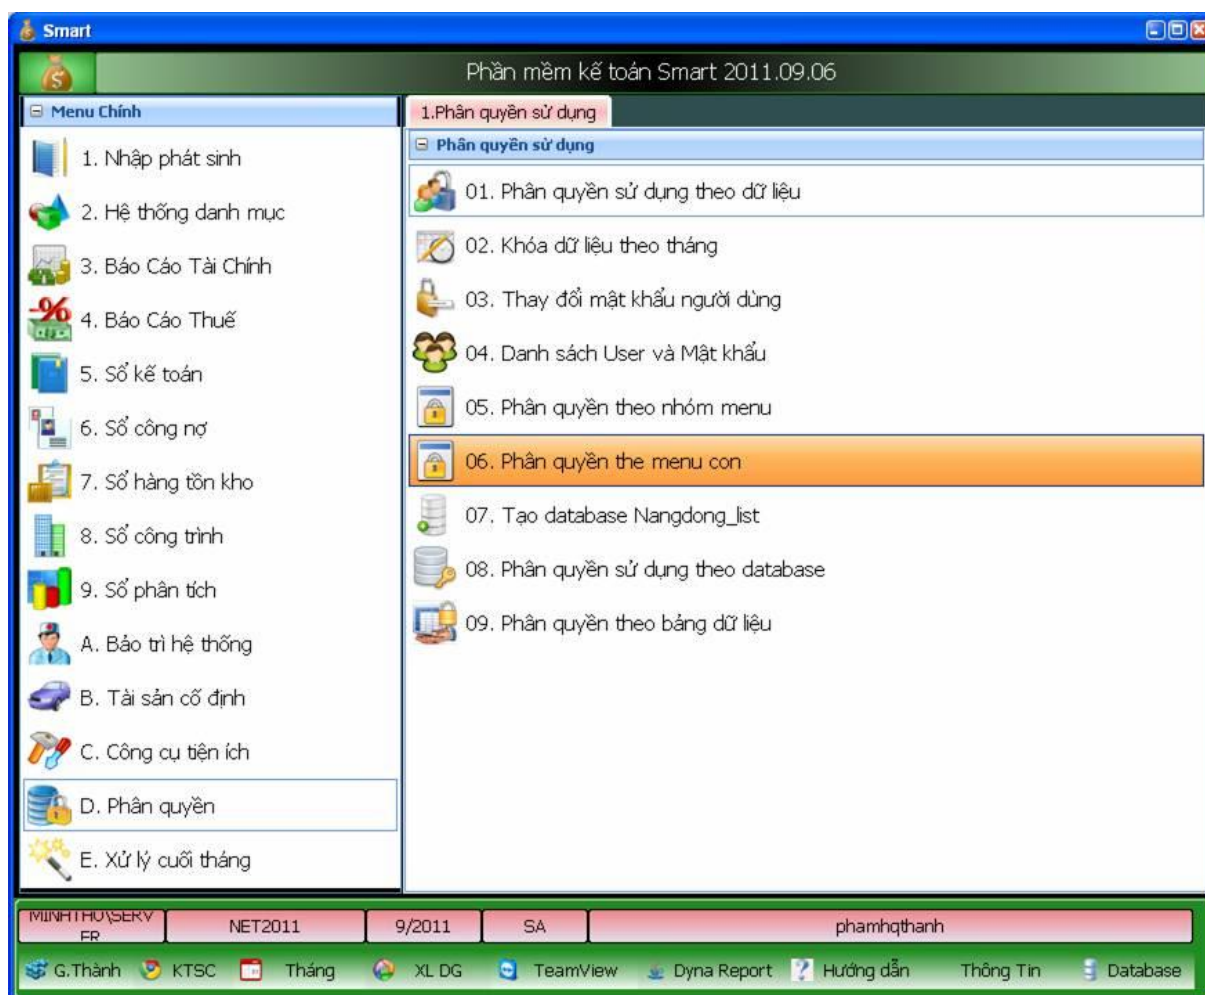 Smart
Phần mềm kế toán Smart 2011.09.06
Menu Chính
1. Nhập phát sinh
2. Hệ thống danh mục
3. Báo Cáo Tài Chính
4. Báo Cáo Thuế
5. Sổ kế toán
6. Sổ công nợ
7. Sổ hàng tồn kho
8. Sổ công trình
9. Sổ phân tích
A. Bảo trì hệ thống
B. Tài sản cố định
C. Công cụ tiện ích
D. Phân quyền
E. Xử lý cuối tháng
1.Phân quyền sử dụng
Phân quyền sử dụng
01. Phân quyền sử dụng theo dữ liệu
02. Khóa dữ liệu theo tháng
03. Thay đổi mật khẩu người dùng
04. Danh sách User và Mật khẩu
05. Phân quyền theo nhóm menu
06. Phân quyền the menu con
07. Tạo database Nangdong_list
08. Phân quyền sử dụng theo database
09. Phân quyền theo bảng dữ liệu
MINHTHU\SERV
ER
NET2011
9/2011
SA
phamhqthanh
G.Thành KTSC Tháng XL DG TeamView Dyna Report Hướng dẫn Thông Tin Database